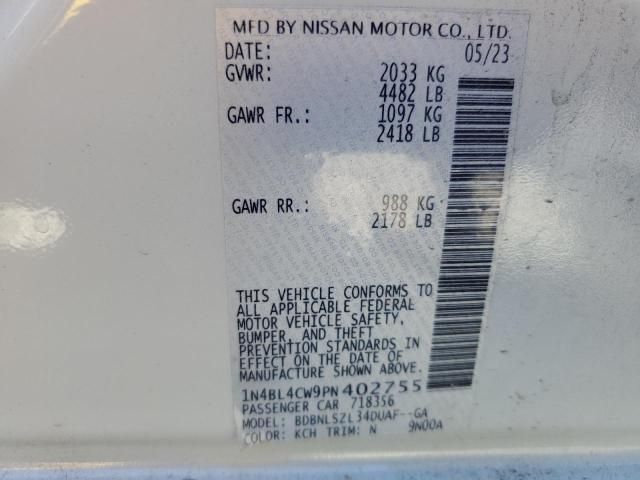 MFD BY NISSAN MOTOR CO., LTD.
DATE: 05/23
GVWR: 2033 KG
4482 LB
GAWR FR.: 1097 KG
2418 LB
GAWR RR.: 988 KG
2178 LB
THIS VEHICLE CONFORMS TO
ALL APPLICABLE FEDERAL
MOTOR VEHICLE SAFETY,
BUMPER, AND THEFT
PREVENTION STANDARDS IN
EFFECT ON THE DATE OF
MANUFACTURE SHOWN ABOVE.
1N4BL4CW9PN402755
PASSENGER CAR 718356
MODEL: BDBNLSZL34DUAF--GA
COLOR: KCH TRIM: N 9N00A